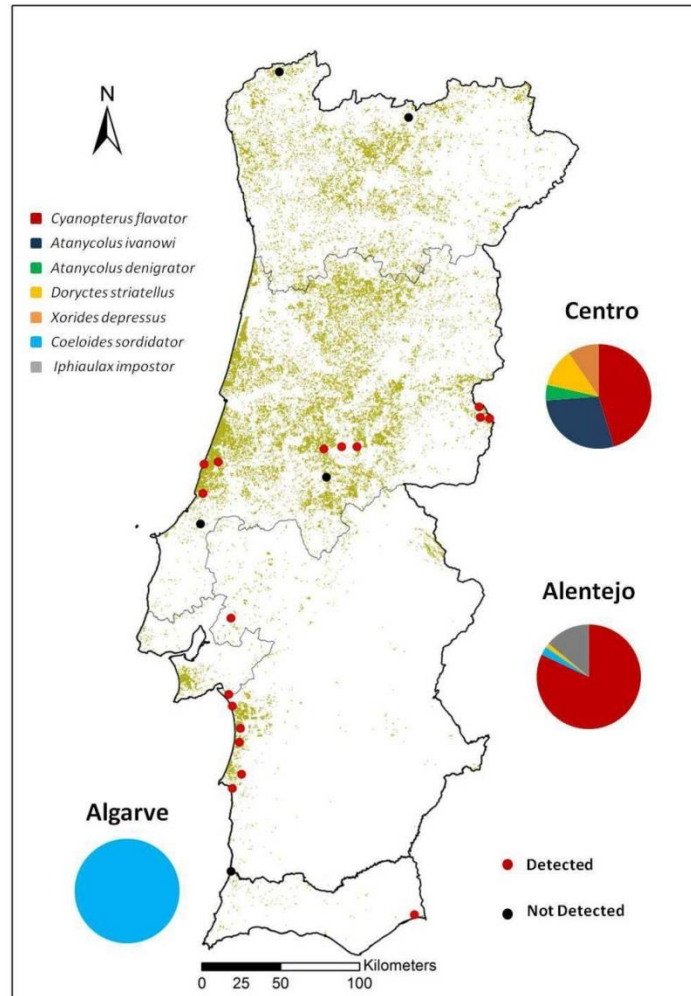 N
Cyanopterus flavator
Atanycolus ivanowi
Atanycolus denigrator
Doryctes striatellus
Xorides depressus
Coeloides sordidator
Iphiaulax impostor
Centro
Alentejo
Algarve
Detected
Not Detected
Kilometers
0 25 50 100